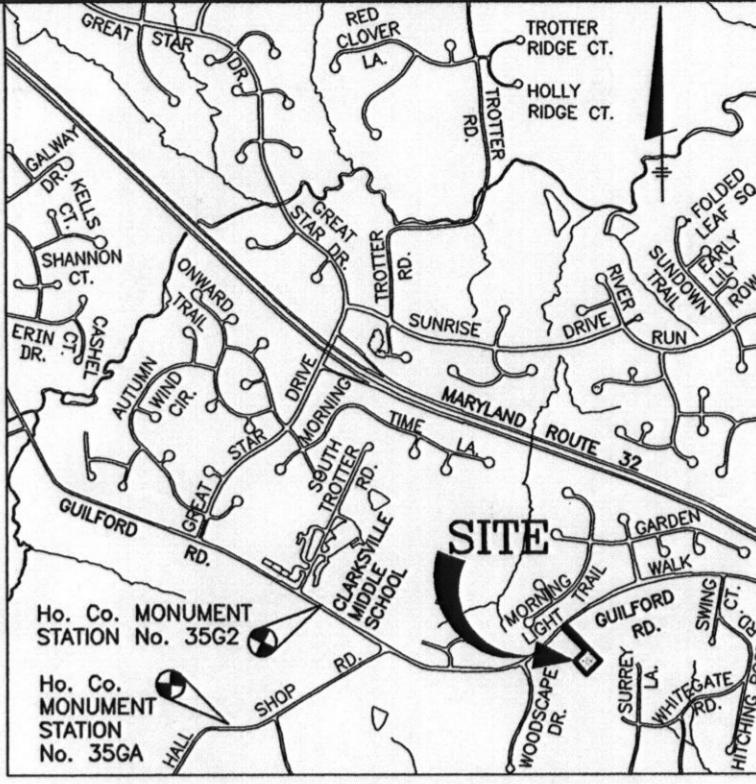 GREAT STAR DR.
RED
CLOVER
LA.
TROTTER
RIDGE CT.
HOLLY
RIDGE CT.
TROTTER
RD.
GALWAY
DR.
KELLS
CT.
SHANNON
CT.
ERIN
DR.
CASHEL
CT.
GREAT
STAR DR.
TROTTER
RD.
FOLDED
LEAF SQ
EARLY
LILY
SUNDOWN
TRAIL
ROW
RIVER
RUN
SUNRISE DRIVE
ONWARD
TRAIL
AUTUMN
WIND
CIR.
GREAT STAR DRIVE
MORNING TIME LA.
MARYLAND ROUTE 32
SOUTH
TROTTER
RD.
GUILFORD RD.
CLARKSVILLE
MIDDLE
SCHOOL
SITE
GARDEN
WALK
MORNING
LIGHT TRAIL
GUILFORD
RD.
SWING
CT.
Ho. Co. MONUMENT
STATION No. 35G2
Ho. Co.
MONUMENT
STATION
No. 35GA
HALL SHOP RD.
WOODSCAPE
DR.
SURREY
LA.
WHITEGATE
RD.
HITCHING